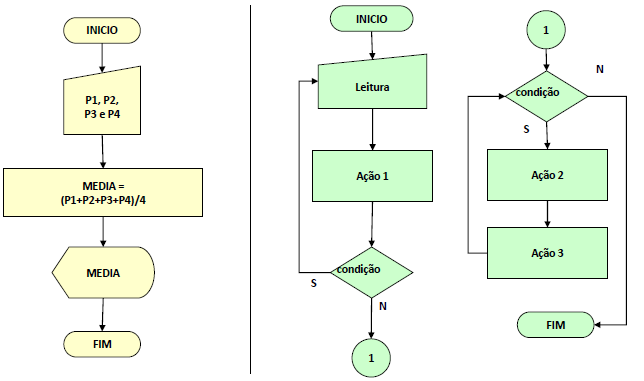 INICIO
P1, P2,
P3 e P4
MEDIA =
(P1+P2+P3+P4)/4
MEDIA
FIM
INICIO
Leitura
Ação 1
condição
S
N
1
1
condição
N
S
Ação 2
Ação 3
FIM